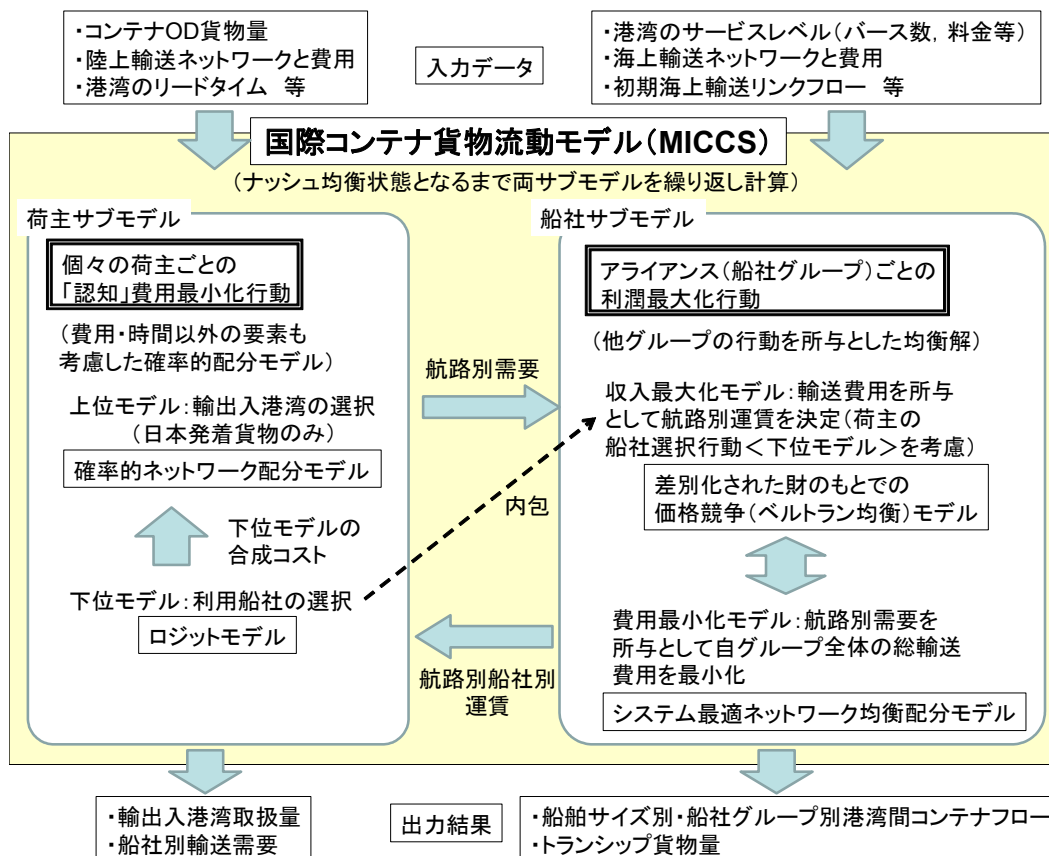 ・コンテナOD貨物量
・陸上輸送ネットワークと費用
・港湾のリードタイム 等
入力データ
・港湾のサービスレベル(バース数, 料金等)
・海上輸送ネットワークと費用
・初期海上輸送リンクフロー 等
国際コンテナ貨物流動モデル(MICCS)
(ナッシュ均衡状態となるまで両サブモデルを繰り返し計算)
荷主サブモデル
個々の荷主ごとの
「認知」費用最小化行動
(費用・時間以外の要素も
考慮した確率的配分モデル)
上位モデル:輸出入港湾の選択
(日本発着貨物のみ)
確率的ネットワーク配分モデル
下位モデルの
合成コスト
下位モデル:利用船社の選択
ロジットモデル
航路別需要
内包
航路別船社別
運賃
船社サブモデル
アライアンス(船社グループ)ごとの
利潤最大化行動
(他グループの行動を所与とした均衡解)
収入最大化モデル:輸送費用を所与
として航路別運賃を決定(荷主の
船社選択行動<下位モデル>を考慮)
差別化された財のもとでの
価格競争(ベルトラン均衡)モデル
費用最小化モデル:航路別需要を
所与として自グループ全体の総輸送
費用を最小化
システム最適ネットワーク均衡配分モデル
・輸出入港湾取扱量
・船社別輸送需要
出力結果
・船舶サイズ別・船社グループ別港湾間コンテナフロー
・トランシップ貨物量